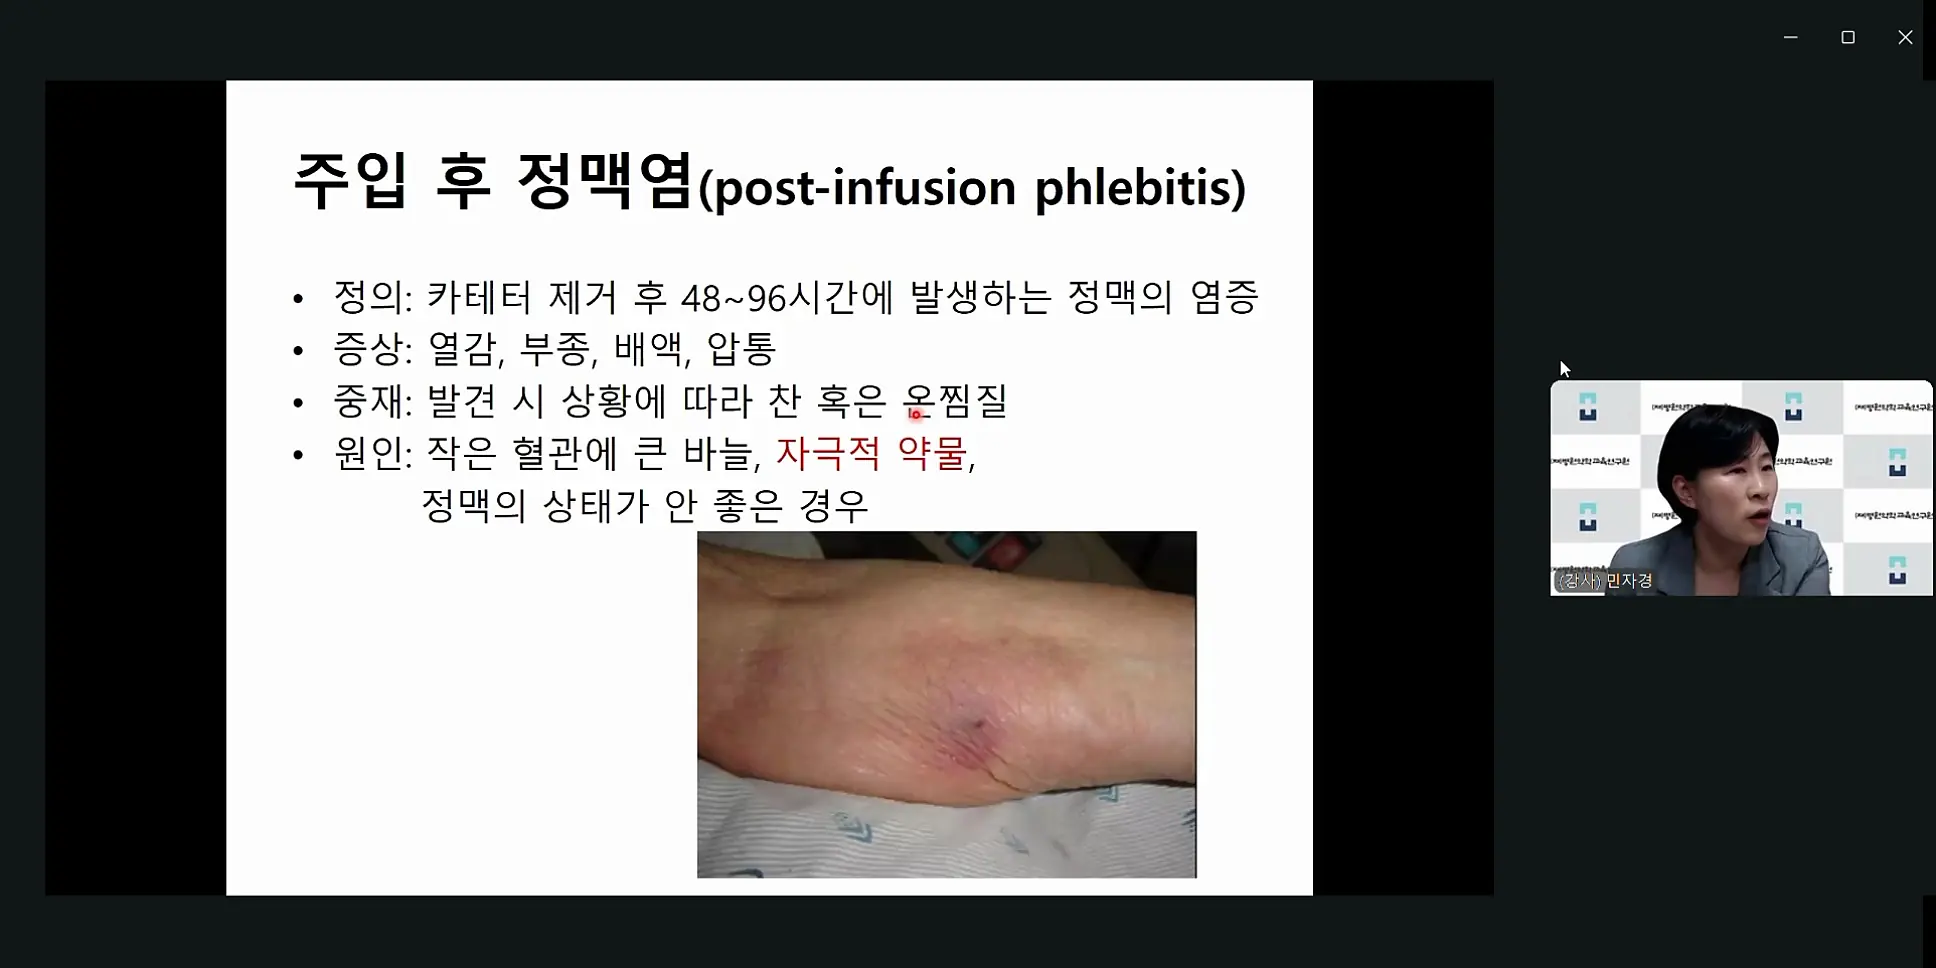 주입 후 정맥염(post-infusion phlebitis)
• 정의: 카테터 제거 후 48~96시간에 발생하는 정맥의 염증
• 증상: 열감, 부종, 배액, 압통
• 중재: 발견 시 상황에 따라 찬 혹은 온찜질
• 원인: 작은 혈관에 큰 바늘, 자극적 약물,
정맥의 상태가 안 좋은 경우
(강사) 민자경